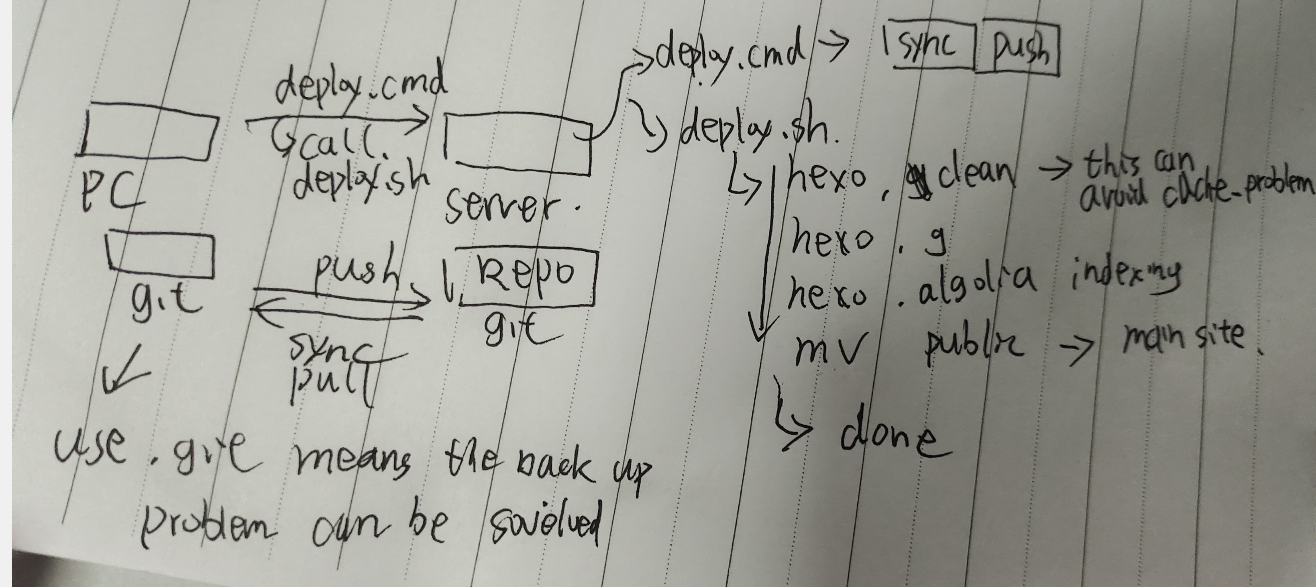 deploy.cmd
call.
deploy.sh
PC
server.
git
push
sync
pull
Repo
git
use .git means the back up
problem can be
deploy.cmd → sync push
deploy.sh.
hexo . clean → this can
avoid cache-problem
hexo . g
hexo . algolia indexing
mv public → main site.
done